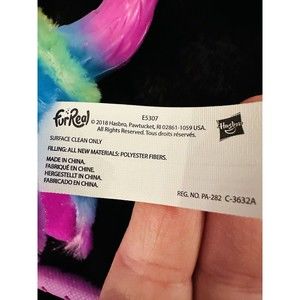 furReal
E5307
© 2018 Hasbro, Pawtucket, RI 02861-1059 USA.
All Rights Reserved. Tous droits réservés.
Hasbro
SURFACE CLEAN ONLY
FILLING: ALL NEW MATERIALS: POLYESTER FIBERS.
MADE IN CHINA.
FABRIQUÉ EN CHINE.
HERGESTELLT IN CHINA.
FABRICADO EN CHINA.
REG. NO. PA-282 C-3632A